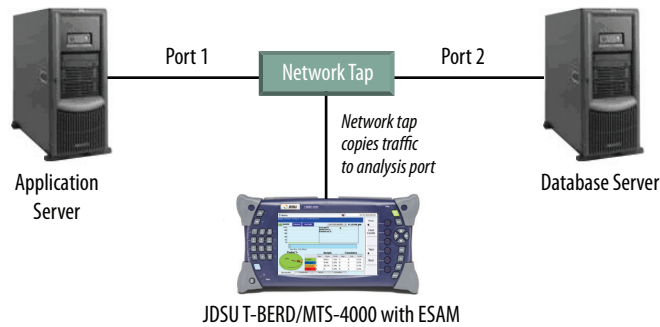 Port 1
Network Tap
Port 2
Network tap
copies traffic
to analysis port
Application
Server
Database Server
JDSU
JDSU T-BERD/MTS-4000 with ESAM